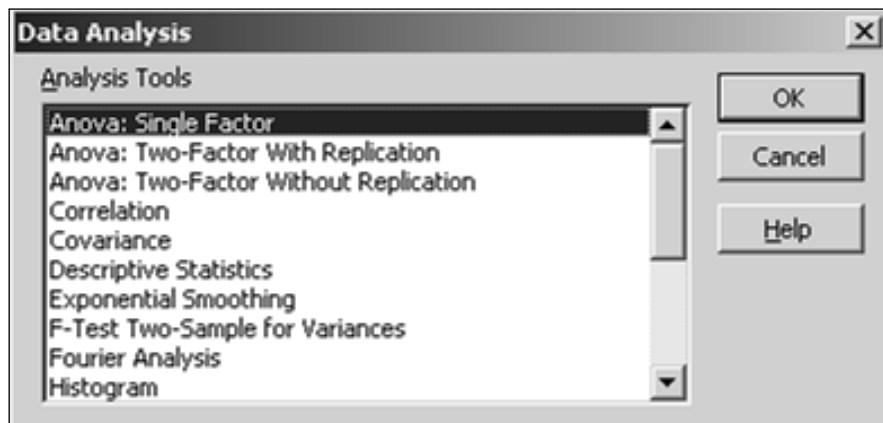 Data Analysis
Analysis Tools
Anova: Single Factor
Anova: Two-Factor With Replication
Anova: Two-Factor Without Replication
Correlation
Covariance
Descriptive Statistics
Exponential Smoothing
F-Test Two-Sample for Variances
Fourier Analysis
Histogram
OK
Cancel
Help